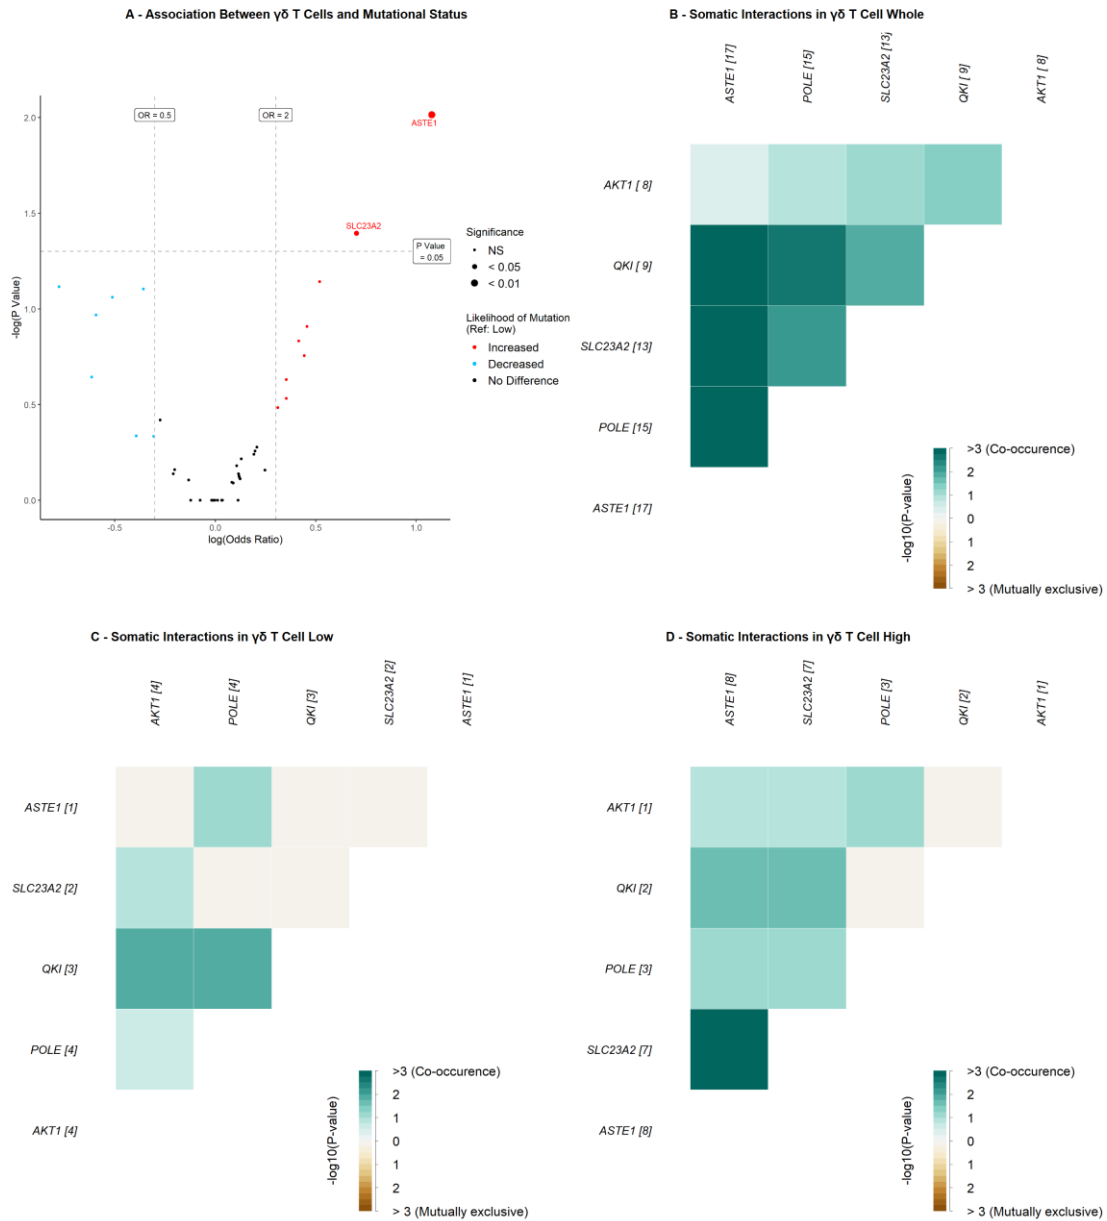 A - Association Between γδ T Cells and Mutational Status
-log(P Value)
2.0
1.5
1.0
0.5
0.0
OR = 0.5
OR = 2
ASTE1
SLC23A2
P Value
= 0.05
-0.5
0.0
0.5
1.0
log(Odds Ratio)
Significance
NS
< 0.05
< 0.01
Likelihood of Mutation
(Ref: Low)
Increased
Decreased
No Difference
B - Somatic Interactions in γδ T Cell Whole
ASTE1 [17]
POLE [15]
SLC23A2 [13]
QKI [ 9]
AKT1 [ 8]
AKT1 [ 8]
QKI [ 9]
SLC23A2 [13]
POLE [15]
ASTE1 [17]
-log10(P-value)
>3 (Co-occurence)
2
1
0
1
2
> 3 (Mutually exclusive)
C - Somatic Interactions in γδ T Cell Low
AKT1 [4]
POLE [4]
QKI [3]
SLC23A2 [2]
ASTE1 [1]
ASTE1 [1]
SLC23A2 [2]
QKI [3]
POLE [4]
AKT1 [4]
-log10(P-value)
>3 (Co-occurence)
2
1
0
1
2
> 3 (Mutually exclusive)
D - Somatic Interactions in γδ T Cell High
ASTE1 [8]
SLC23A2 [7]
POLE [3]
QKI [2]
AKT1 [1]
AKT1 [1]
QKI [2]
POLE [3]
SLC23A2 [7]
ASTE1 [8]
-log10(P-value)
>3 (Co-occurence)
2
1
0
1
2
> 3 (Mutually exclusive)